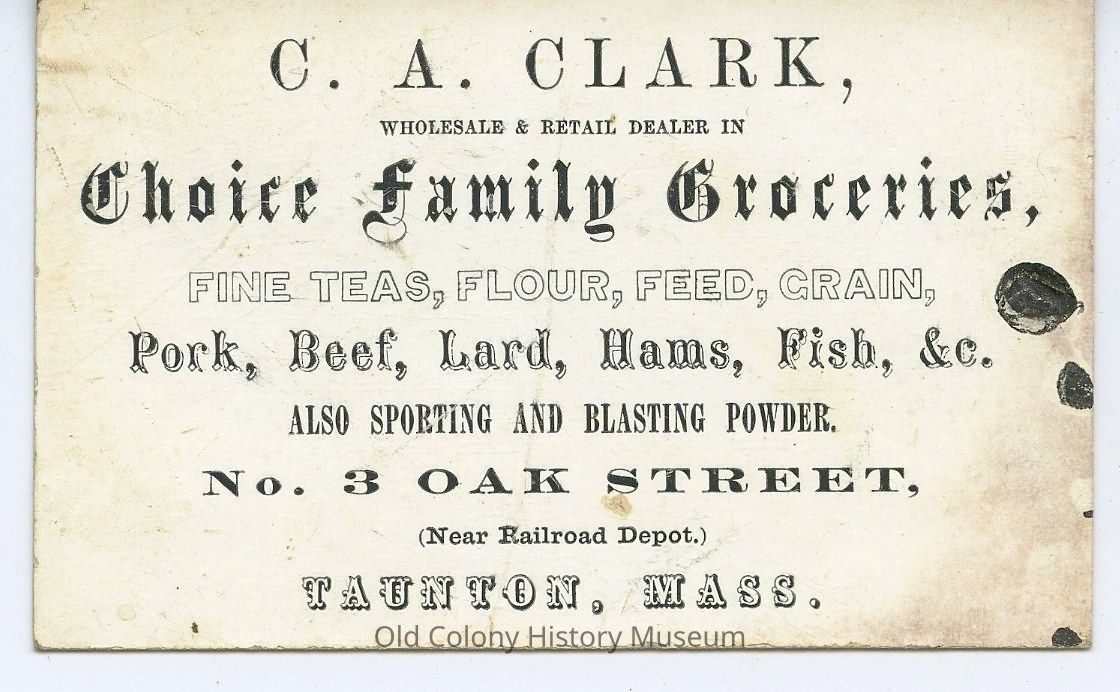 C. A. CLARK,
WHOLESALE & RETAIL DEALER IN
Choice Family Groceries,
FINE TEAS, FLOUR, FEED, GRAIN,
Pork, Beef, Lard, Hams, Fish, &c.
ALSO SPORTING AND BLASTING POWDER.
No. 3 OAK STREET,
(Near Railroad Depot.)
TAUNTON, MASS.
Old Colony History Museum